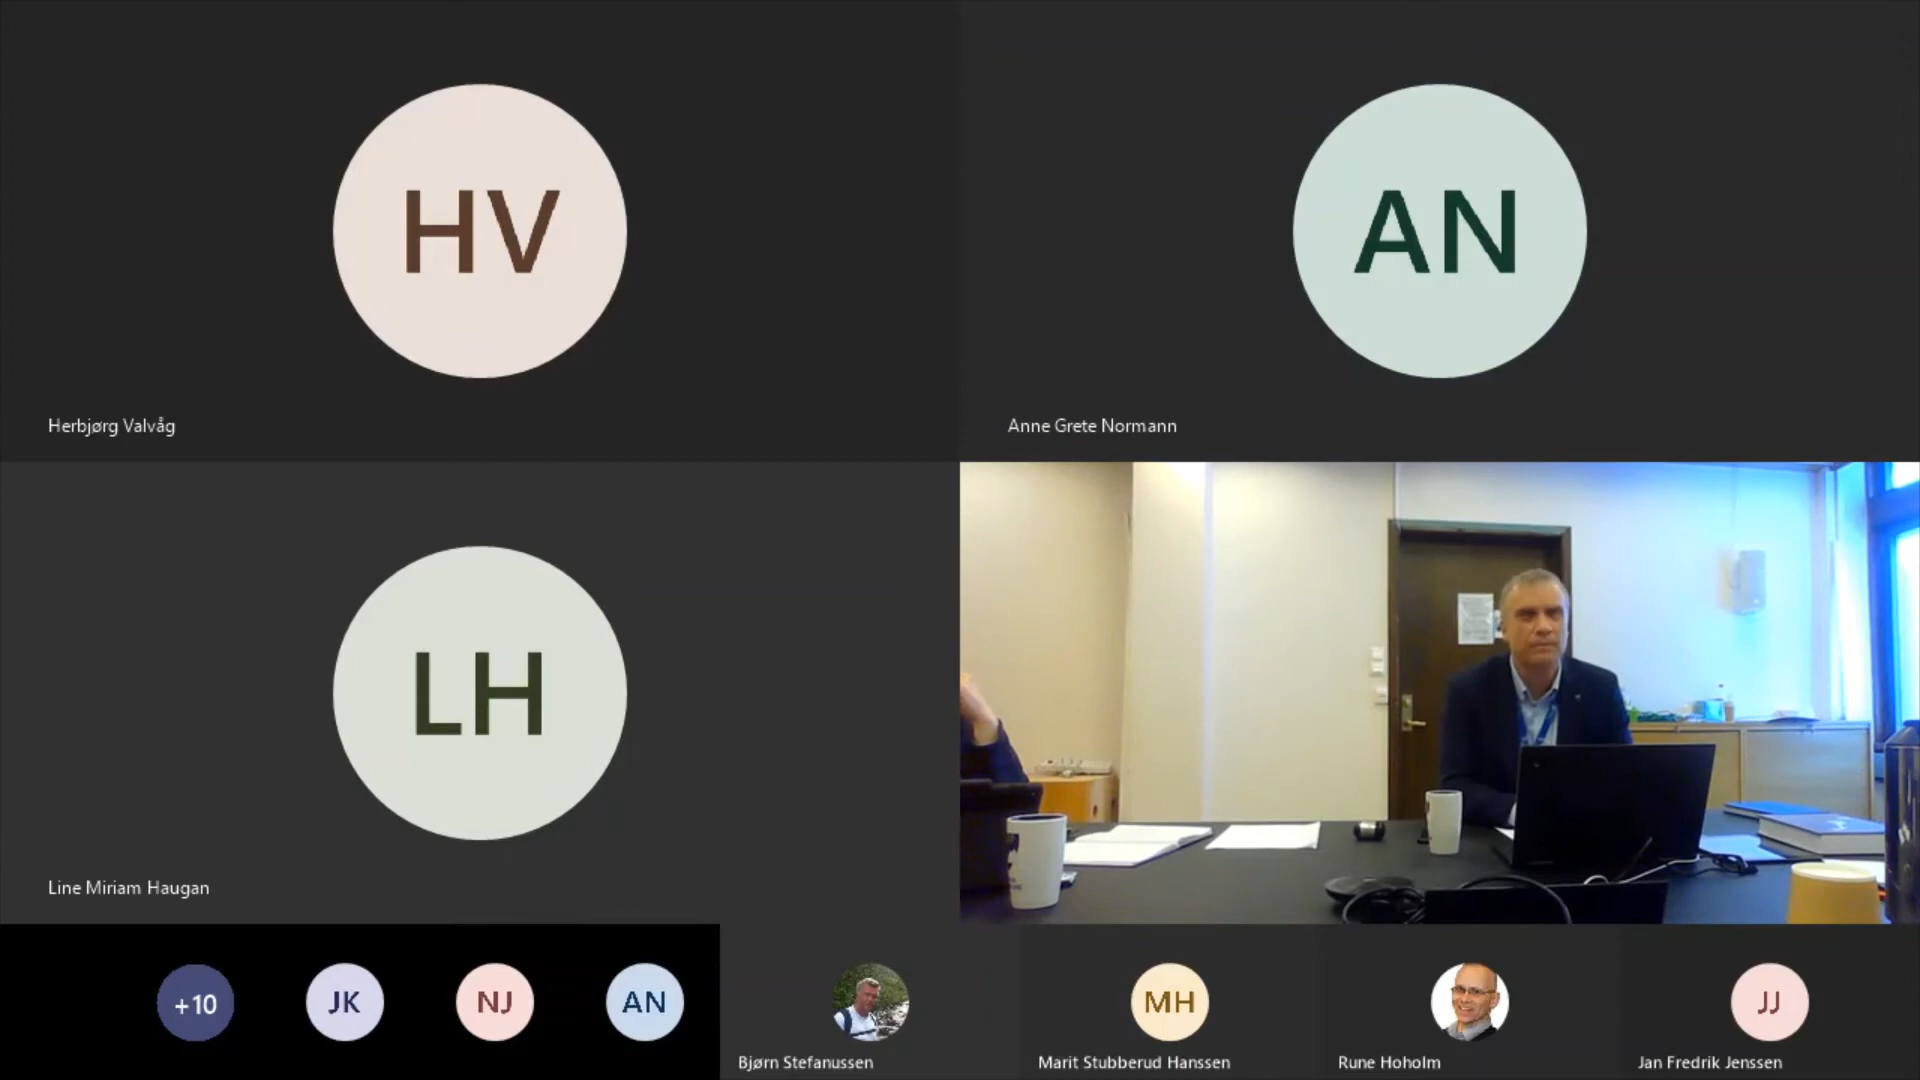 HV
Herbjørg Valvåg
AN
Anne Grete Normann
LH
Line Miriam Haugan
+10
JK
NJ
AN
Bjørn Stefanussen
MH
Marit Stubberud Hanssen
Rune Hoholm
JJ
Jan Fredrik Jenssen